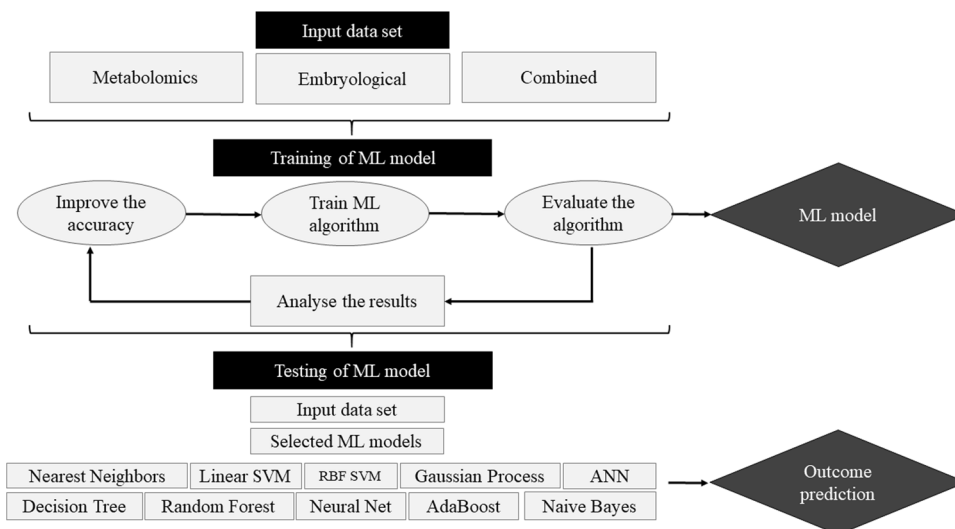 Input data set
Metabolomics
Embryological
Combined
Training of ML model
Improve the
accuracy
Train ML
algorithm
Evaluate the
algorithm
ML model
Analyse the results
Testing of ML model
Input data set
Selected ML models
Nearest Neighbors
Linear SVM
RBF SVM
Gaussian Process
ANN
Decision Tree
Random Forest
Neural Net
AdaBoost
Naive Bayes
Outcome
prediction